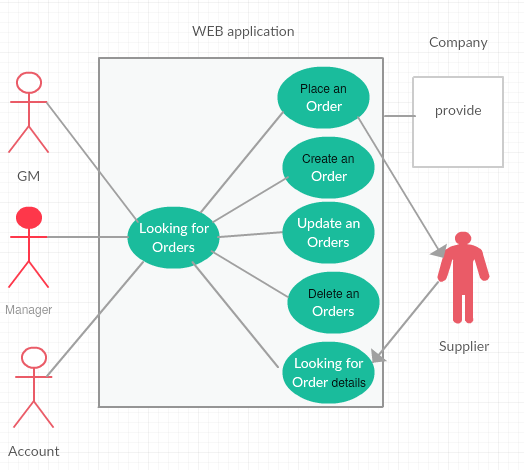 WEB application
Company
provide
Place an
Order
Create an
Order
Looking for
Orders
Update an
Orders
Delete an
Orders
Looking for
Order details
GM
Manager
Account
Supplier